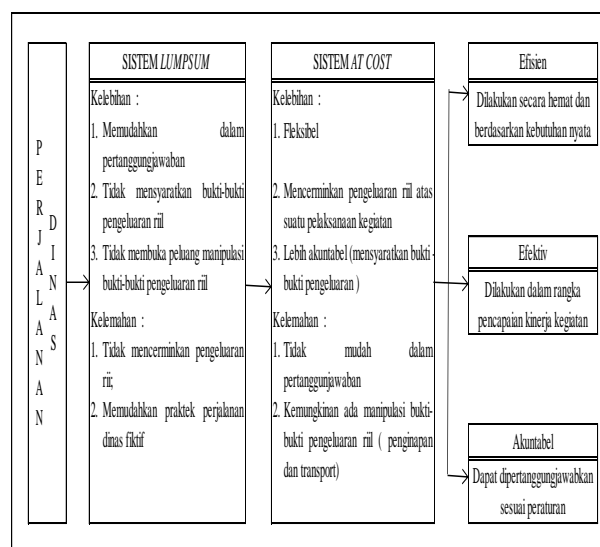 PERJALANAN
DINAS
SISTEM LUMPSUM
Kelebihan :
1. Memudahkan dalam
pertanggungjawaban
2. Tidak mensyaratkan bukti-bukti
pengeluaran riil
3. Tidak membuka peluang manipulasi
bukti-bukti pengeluaran riil
Kelemahan :
1. Tidak mencerminkan pengeluaran
rii;
2. Memudahkan praktek perjalanan
dinas fiktif
SISTEM AT COST
Kelebihan :
1. Fleksibel
2. Mencerminkan pengeluaran riil atas
suatu pelaksanaan kegiatan
3. Lebih akuntabel (mensyaratkan bukti -
bukti pengeluaran )
Kelemahan :
1. Tidak mudah dalam
pertanggunjawaban
2. Kemungkinan ada manipulasi bukti-
bukti pengeluaran riil ( penginapan
dan transport)
Efisien
Dilakukan secara hemat dan
berdasarkan kebutuhan nyata
Efektiv
Dilakukan dalam rangka
pencapaian kinerja kegiatan
Akuntabel
Dapat dipertanggungjawabkan
sesuai peraturan